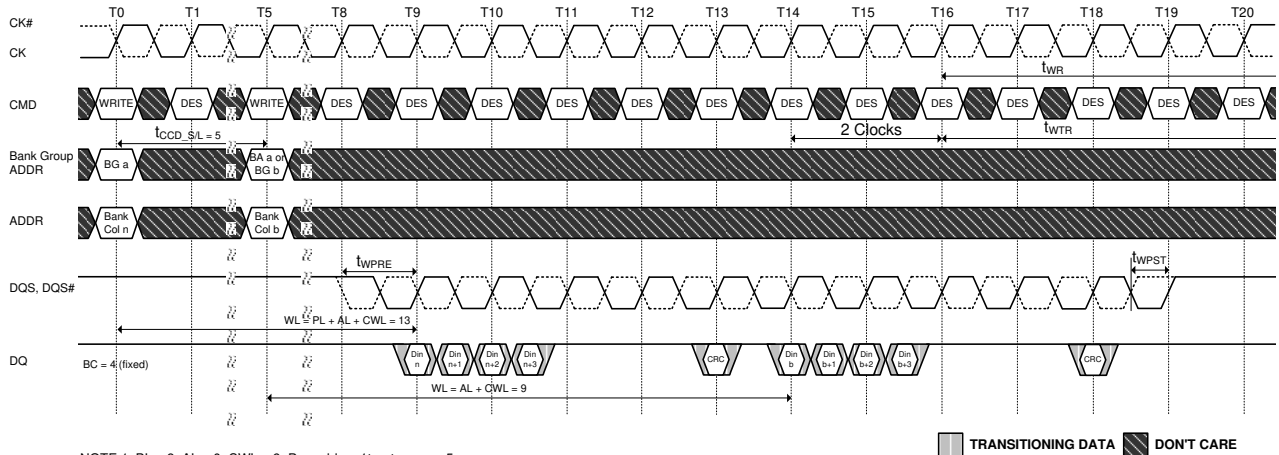 T0 T1 T5 T8 T9 T10 T11 T12 T13 T14 T15 T16 T17 T18 T19 T20
CK#
CK
tWR
CMD WRITE DES WRITE DES DES DES DES DES DES DES DES DES DES DES DES DES
tCCD_S/L = 5
2 Clocks
tWTR
Bank Group
ADDR
BG a
BA a or
BG b
ADDR
Bank
Col n
Bank
Col b
tWPRE
tWPST
DQS, DQS#
WL = PL + AL + CWL = 13
DQ
BC = 4 (fixed)
Din
n
Din
n+1
Din
n+2
Din
n+3
CRC
Din
b
Din
b+1
Din
b+2
Din
b+3
CRC
WL = AL + CWL = 9
TRANSITIONING DATA
DON'T CARE